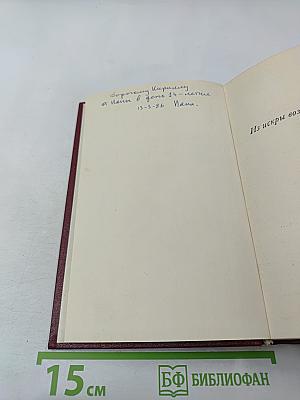 Дорогому Кириллу
от Папы в день 14-летия
13-3-86 Папа.
Из искры воз
15 см
БФ БИБЛИОФАН